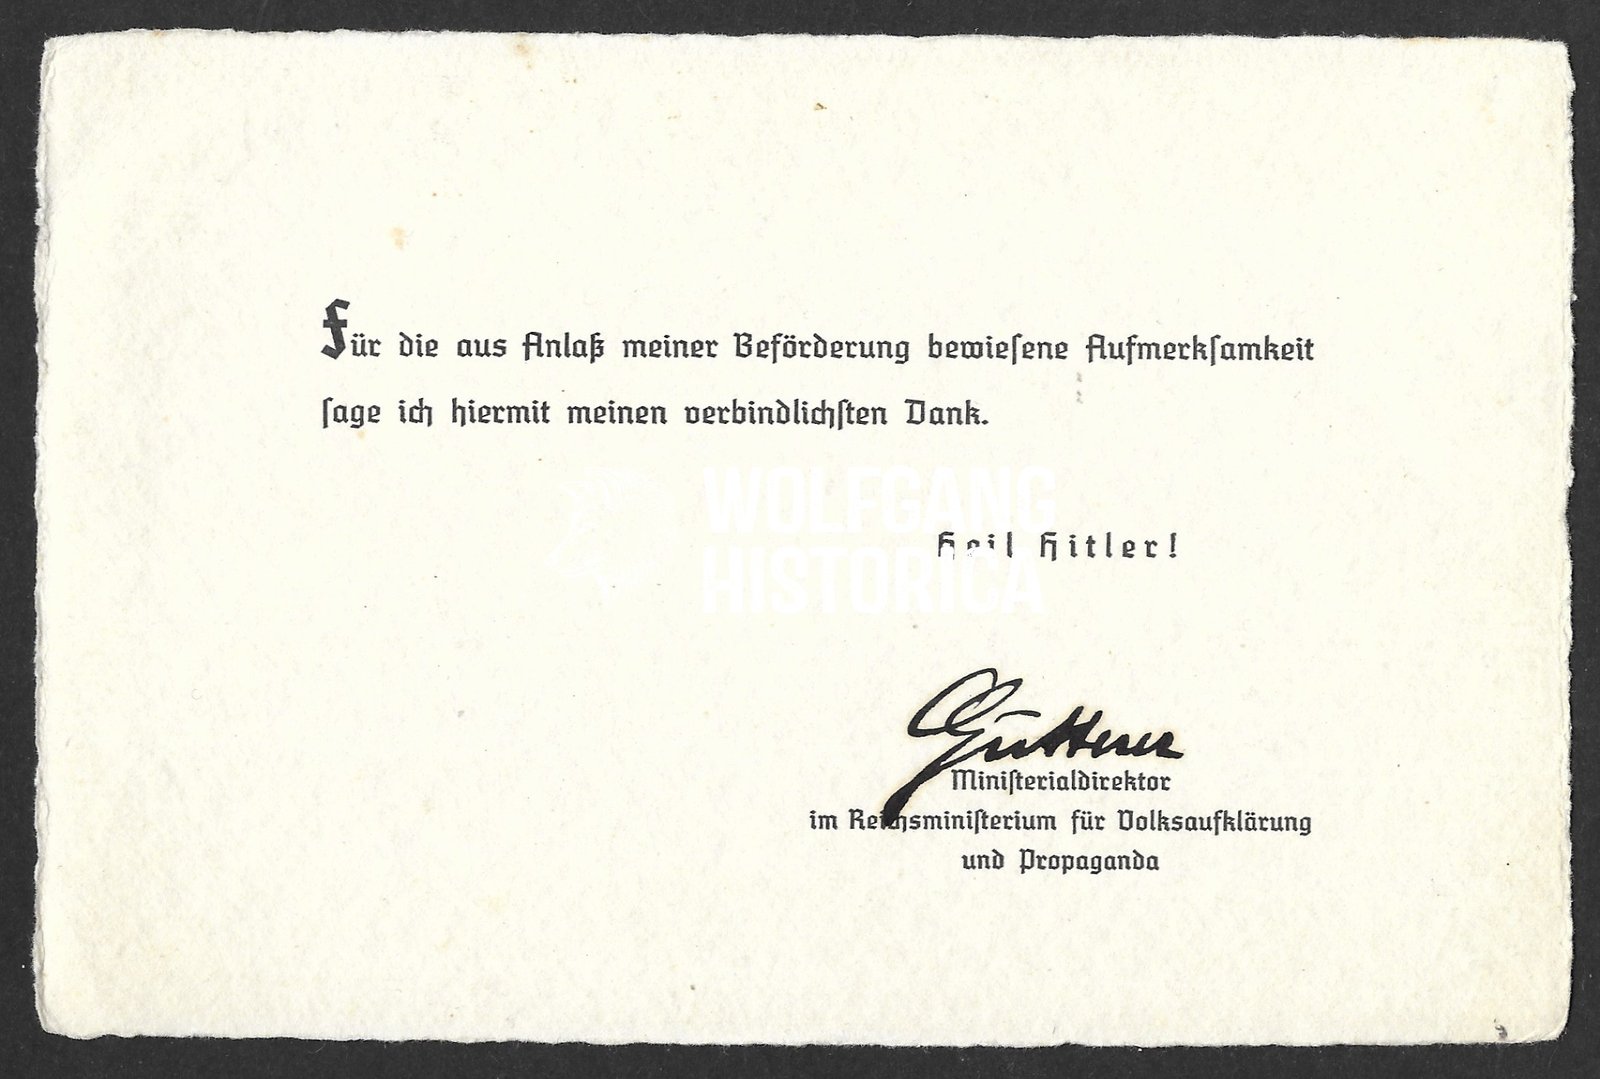 Für die aus Anlaß meiner Beförderung bewieſene Aufmerkſamkeit
ſage ich hiermit meinen verbindlichſten Dank.
WOLFGANG
HISTORICA
Heil Hitler!
Gutterer
Miniſterialdirektor
im Reichsminiſterium für Volksaufklärung
und Propaganda